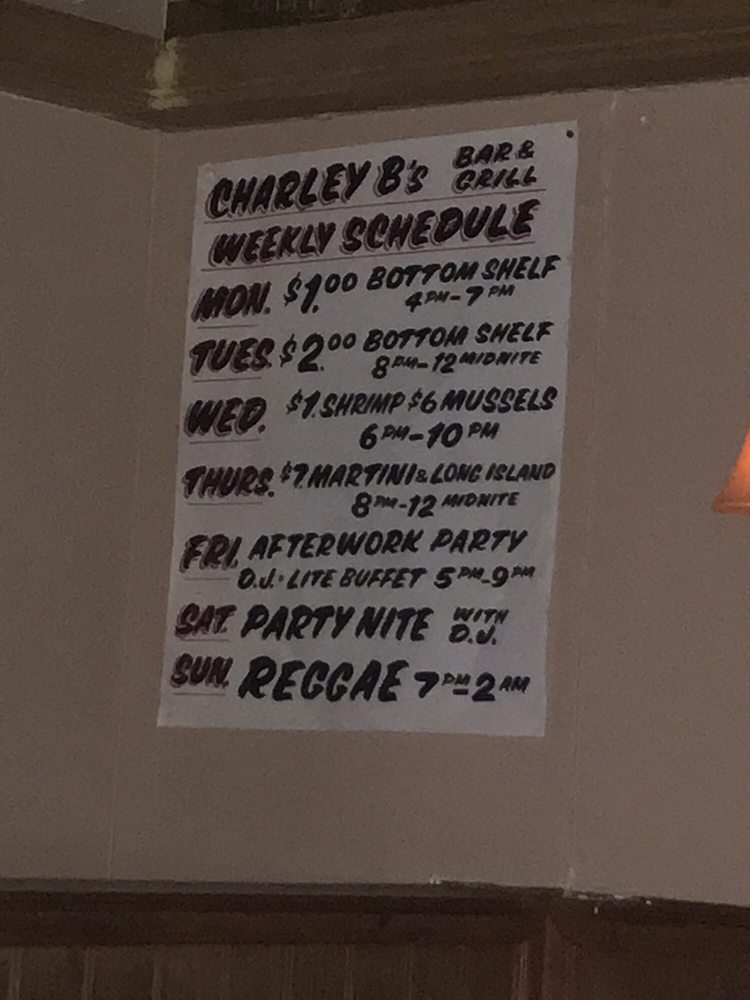 CHARLEY B's BAR & GRILL
WEEKLY SCHEDULE
MON. $1.00 BOTTOM SHELF
4PM-7PM
TUES. $2.00 BOTTOM SHELF
8PM-12 MIDNITE
WED. $1. SHRIMP $6 MUSSELS
6PM-10PM
THURS. $7. MARTINI & LONG ISLAND
8PM-12 MIDNITE
FRI. AFTERWORK PARTY
D.J. · LITE BUFFET 5PM-9PM
SAT. PARTY NITE WITH D.J.
SUN. REGGAE 7PM-2AM